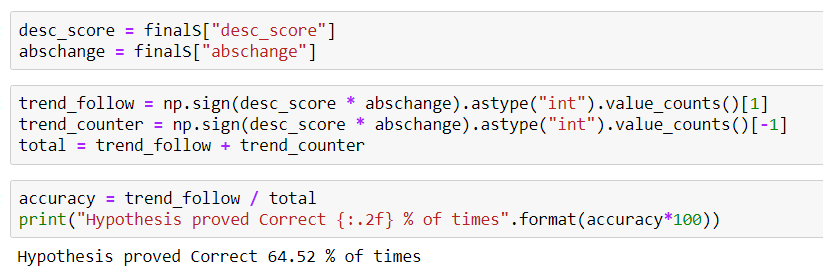 desc_score = finalS["desc_score"]
abschange = finalS["abschange"]
trend_follow = np.sign(desc_score * abschange).astype("int").value_counts()[1]
trend_counter = np.sign(desc_score * abschange).astype("int").value_counts()[-1]
total = trend_follow + trend_counter
accuracy = trend_follow / total
print("Hypothesis proved Correct {:.2f} % of times".format(accuracy*100))
Hypothesis proved Correct 64.52 % of times